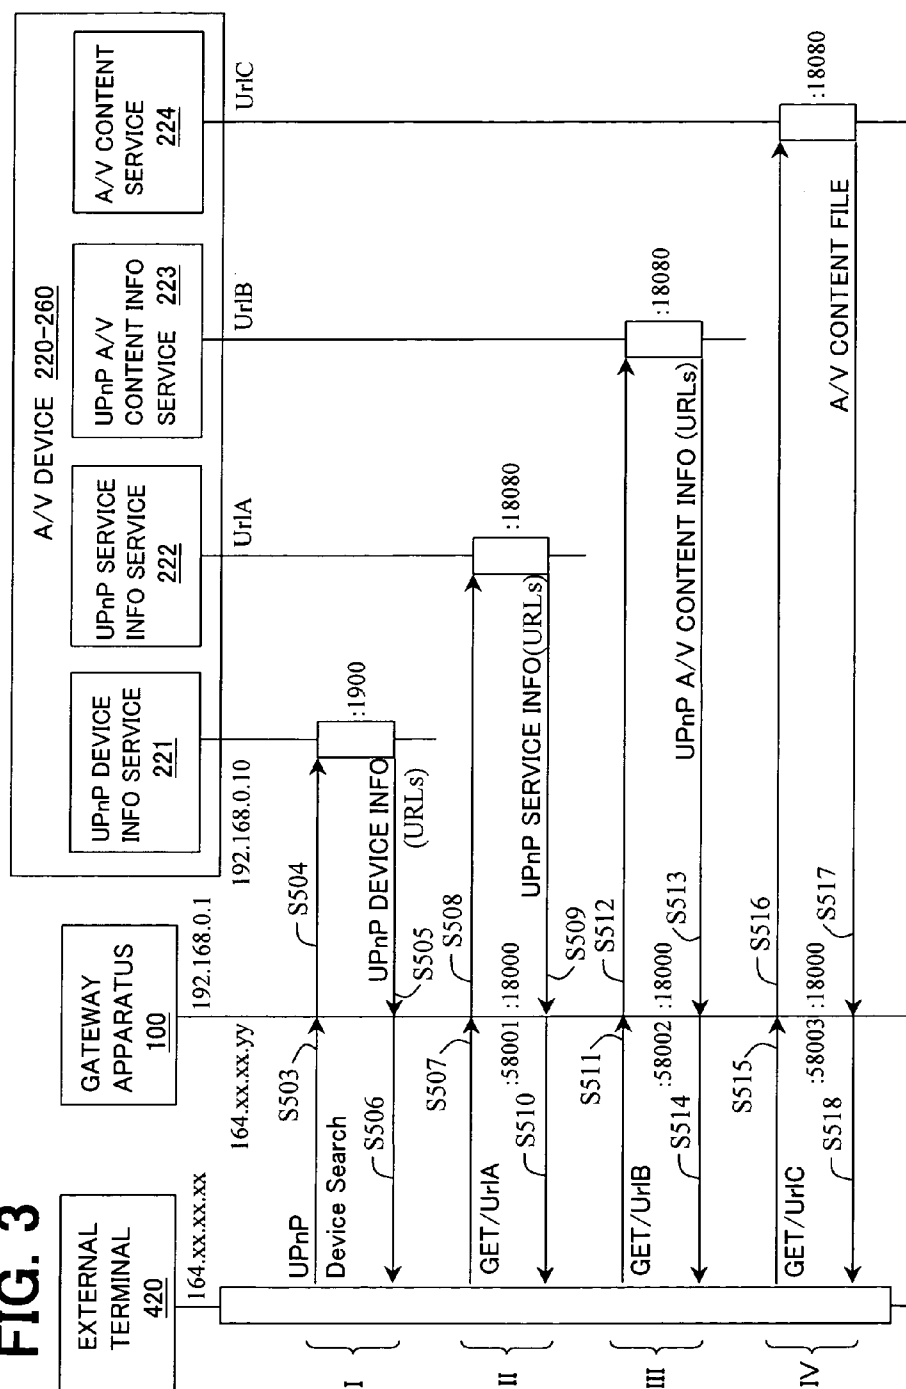 FIG. 3
EXTERNAL
TERMINAL
420
GATEWAY
APPARATUS
100
A/V DEVICE 220-260
UPnP DEVICE
INFO SERVICE
221
UPnP SERVICE
INFO SERVICE
222
UPnP A/V
CONTENT INFO
SERVICE 223
A/V CONTENT
SERVICE
224
164.xx.xx.xx
164.xx.xx.yy
192.168.0.1
192.168.0.10
UrlA
UrlB
UrlC
I
UPnP
Device Search
S503
S504
:1900
UPnP DEVICE INFO
(URLs)
S505
S506
II
GET/UrlA
S507
S508
:18080
:58001
:18000
UPnP SERVICE INFO(URLs)
S509
S510
III
GET/UrlB
S511
S512
:18080
:58002
:18000
UPnP A/V CONTENT INFO (URLs)
S513
S514
IV
GET/UrlC
S515
S516
:18080
:58003
:18000
A/V CONTENT FILE
S517
S518